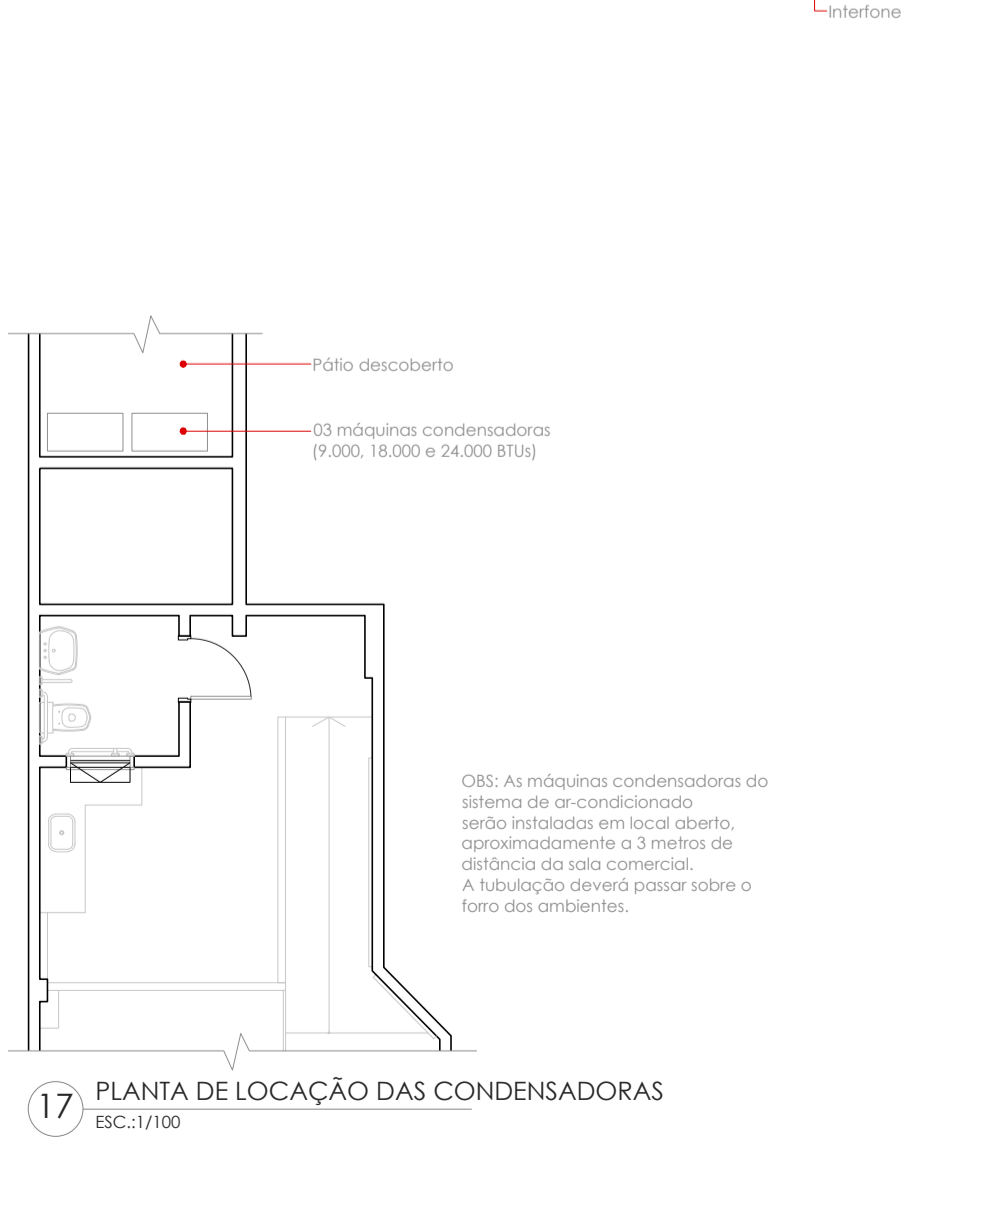 Interfone
Pátio descoberto
03 máquinas condensadoras
(9.000, 18.000 e 24.000 BTUs)
OBS: As máquinas condensadoras do
sistema de ar-condicionado
serão instaladas em local aberto,
aproximadamente a 3 metros de
distância da sala comercial.
A tubulação deverá passar sobre o
forro dos ambientes.
17 PLANTA DE LOCAÇÃO DAS CONDENSADORAS
ESC.:1/100